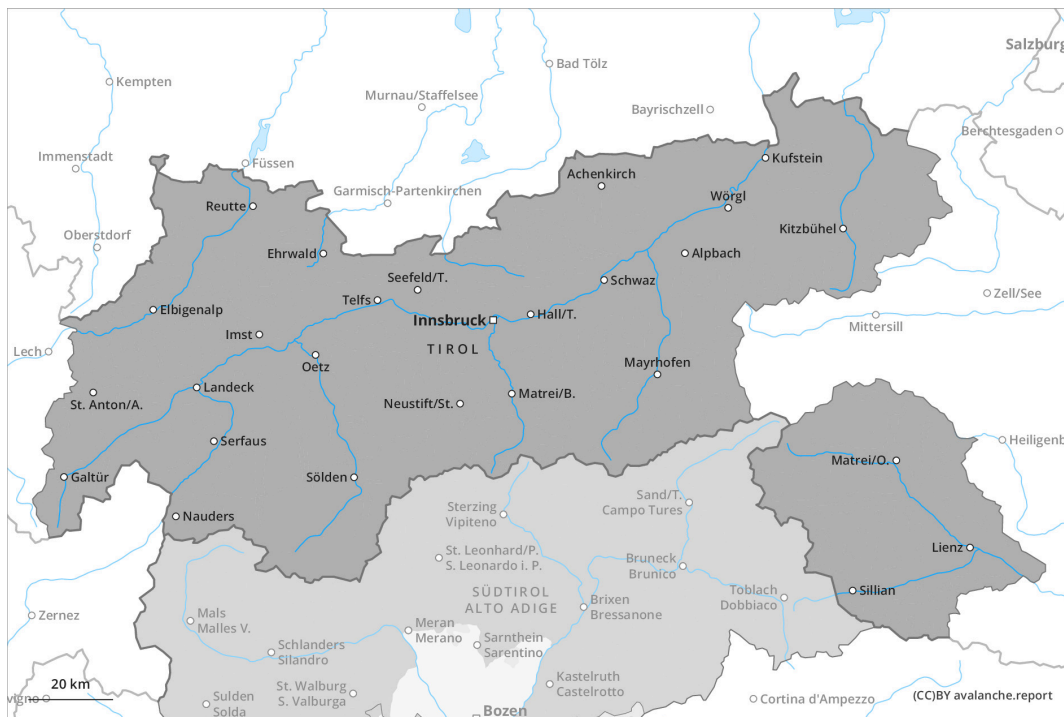 Salzburg
Bad Tölz
Kempten
Murnau/Staffelsee
Bayrischzell
Berchtesgaden
Immenstadt
Füssen
Kufstein
Achenkirch
Garmisch-Partenkirchen
Reutte
Wörgl
Kitzbühel
Oberstdorf
Ehrwald
Alpbach
Seefeld/T.
Schwaz
Zell/See
Telfs
Elbigenalp
Hall/T.
Innsbruck
Mittersill
Imst
TIROL
Lech
Oetz
Mayrhofen
Landeck
St. Anton/A.
Neustift/St.
Matrei/B.
Serfaus
Heiligenb
Matrei/O.
Galtür
Sölden
Sand/T.
Campo Tures
Sterzing
Vipiteno
Nauders
Lienz
St. Leonhard/P.
S. Leonardo i. P.
Bruneck
Brunico
SÜDTIROL
ALTO ADIGE
Sillian
Toblach
Dobbiaco
Brixen
Bressanone
Zernez
Mals
Malles V.
Meran
Merano
Sarnthein
Sarentino
Schlanders
Silandro
Kastelruth
Castelrotto
20 km
St. Walburg
S. Valburga
vigno
Sulden
Solda
Cortina d'Ampezzo
(CC)BY avalanche.report
Bozen